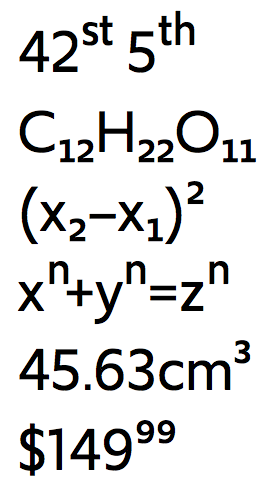 42ˢᵗ 5ᵗʰ
C₁₂H₂₂O₁₁
(x₂–x₁)²
xⁿ+yⁿ=zⁿ
45.63cm³
$149⁹⁹